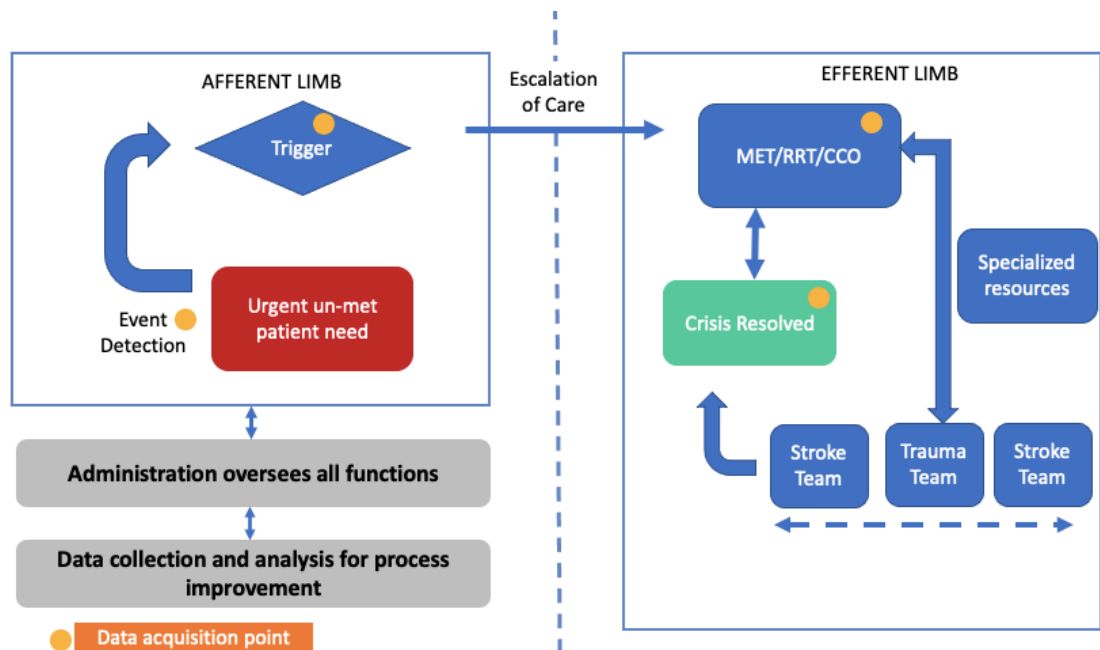 AFFERENT LIMB
Trigger
Event
Detection
Urgent un-met
patient need
Escalation
of Care
EFFERENT LIMB
MET/RRT/CCO
Specialized
resources
Crisis Resolved
Stroke
Team
Trauma
Team
Stroke
Team
Administration oversees all functions
Data collection and analysis for process
improvement
Data acquisition point